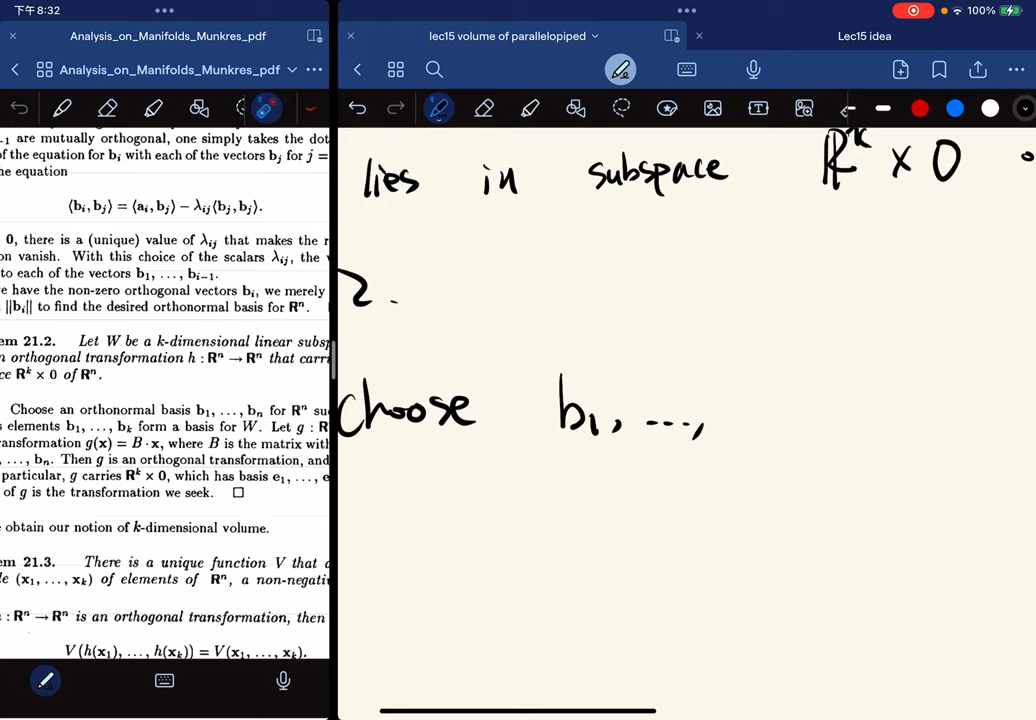 下午8:32
100%
Analysis_on_Manifolds_Munkres_pdf
Analysis_on_Manifolds_Munkres_pdf
-1 are mutually orthogonal, one simply takes the dot
of the equation for bᵢ with each of the vectors bⱼ for j =
he equation
⟨bᵢ, bⱼ⟩ = ⟨aᵢ, bⱼ⟩ − λᵢⱼ⟨bⱼ, bⱼ⟩.
0, there is a (unique) value of λᵢⱼ that makes the r
on vanish. With this choice of the scalars λᵢⱼ, the
to each of the vectors b₁, …, bᵢ₋₁.
e have the non-zero orthogonal vectors bᵢ, we merely
‖bᵢ‖ to find the desired orthonormal basis for Rⁿ.
em 21.2. Let W be a k-dimensional linear subsp
n orthogonal transformation h : Rⁿ → Rⁿ that carri
ce Rᵏ × 0 of Rⁿ.
Choose an orthonormal basis b₁, …, bₙ for Rⁿ su
s elements b₁, …, bₖ form a basis for W. Let g : R
ansformation g(x) = B · x, where B is the matrix with
, …, bₙ. Then g is an orthogonal transformation, and
particular, g carries Rᵏ × 0, which has basis e₁, …, e
of g is the transformation we seek. □
e obtain our notion of k-dimensional volume.
em 21.3. There is a unique function V that a
le (x₁, …, xₖ) of elements of Rⁿ, a non-negati
: Rⁿ → Rⁿ is an orthogonal transformation, then
V(h(x₁), …, h(xₖ)) = V(x₁, …, xₖ).
lec15 volume of parallelopiped
Lec15 idea
lies in subspace ℝᵏ × 0
2.
choose b₁, ...,